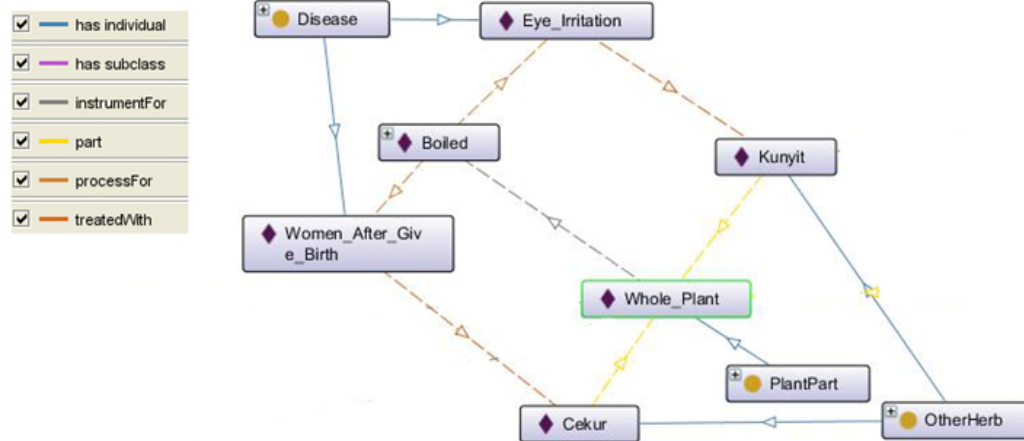 has individual
has subclass
instrumentFor
part
processFor
treatedWith
Disease
Eye_Irritation
Boiled
Kunyit
Women_After_Giv
e_Birth
Whole_Plant
PlantPart
Cekur
OtherHerb